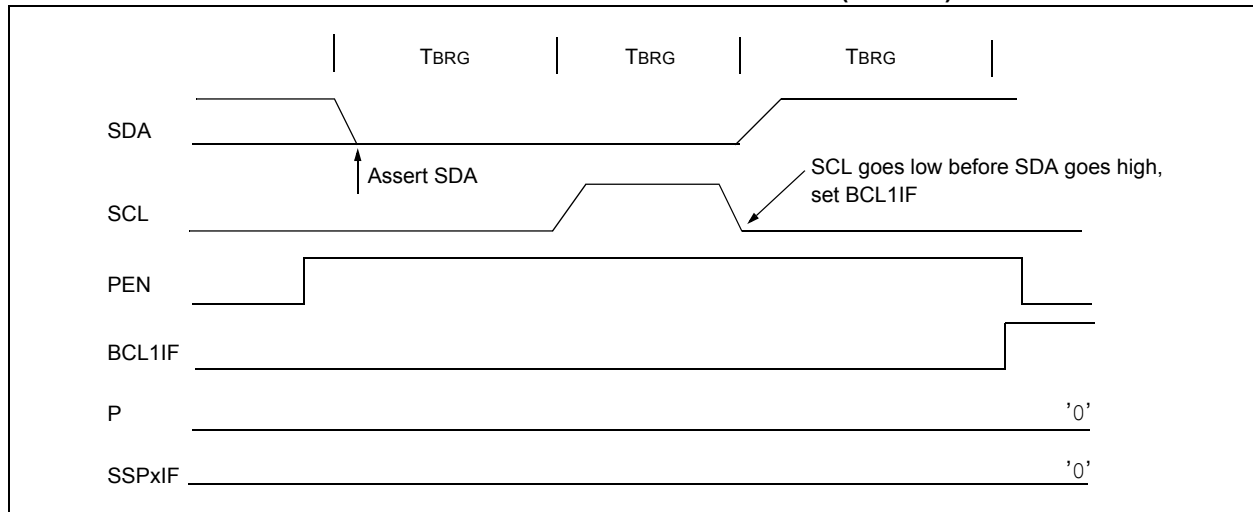 TBRG TBRG TBRG
SDA
Assert SDA
SCL goes low before SDA goes high,
set BCL1IF
SCL
PEN
BCL1IF
P '0'
SSPxIF '0'